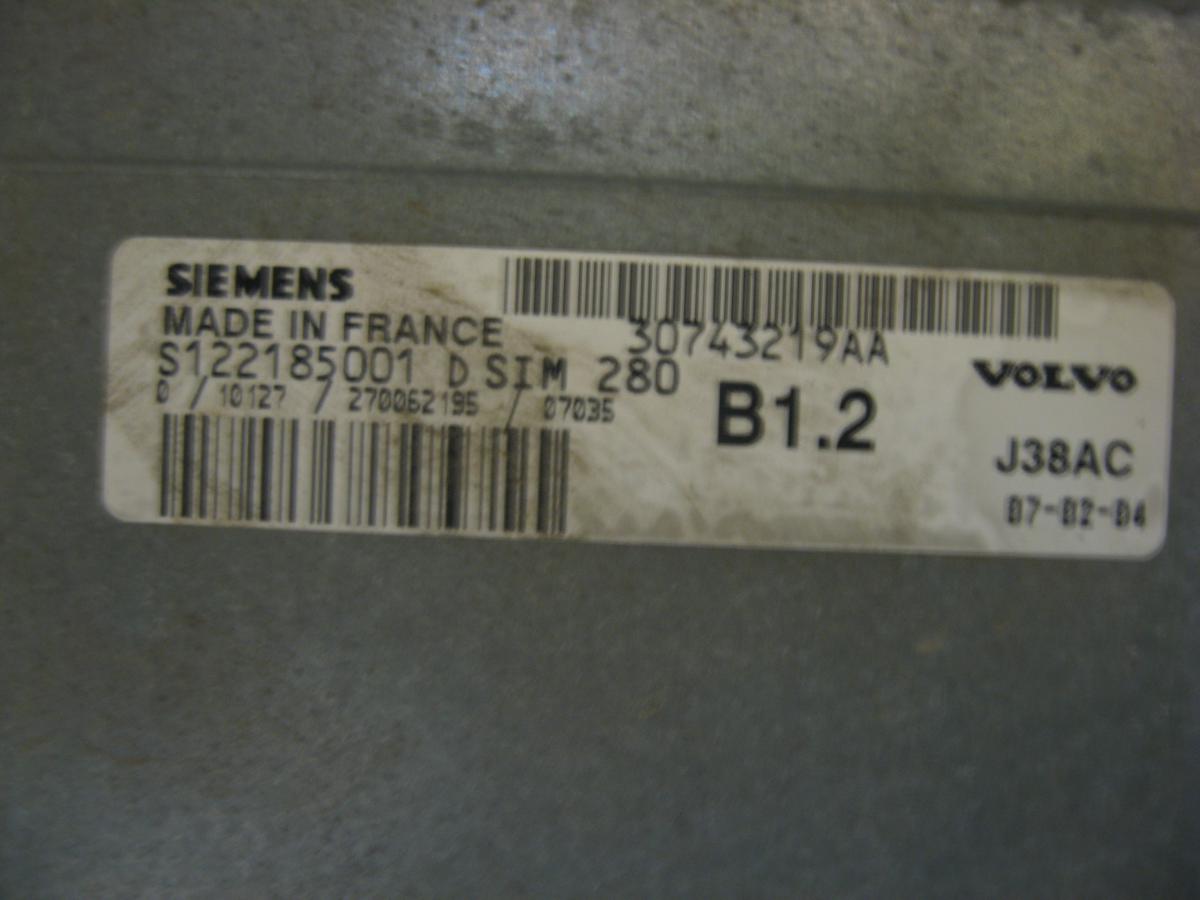 SIEMENS
MADE IN FRANCE
30743219AA
S122185001 D SIM 280
VOLVO
0 / 10127 / 270062195 / 07035
B1.2
J38AC
07-02-04